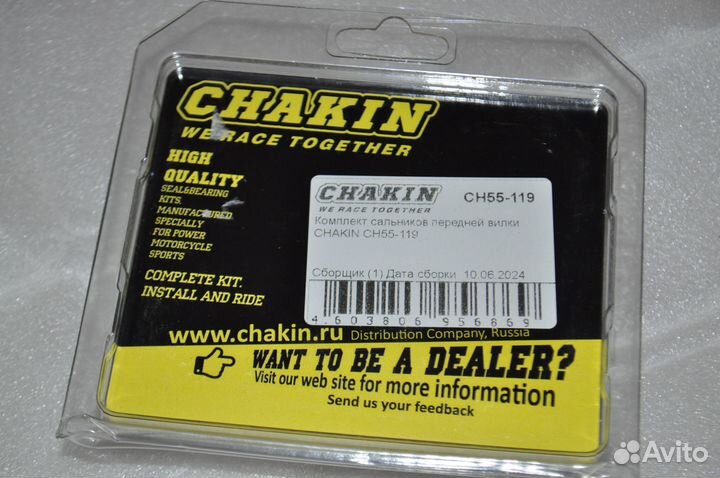 CHAKIN
WE RACE TOGETHER
HIGH
QUALITY
SEAL&BEARING
KITS.
MANUFACTURED
SPECIALLY
FOR POWER
MOTORCYCLE
SPORTS
COMPLETE KIT.
INSTALL AND RIDE
CHAKIN CH55-119
WE RACE TOGETHER
Комплект сальников передней вилки
CHAKIN CH55-119
Сборщик (1) Дата сборки 10.06.2024
4 603806 956869
www.chakin.ru Distribution Company, Russia
WANT TO BE A DEALER?
Visit our web site for more information
Send us your feedback
Avito